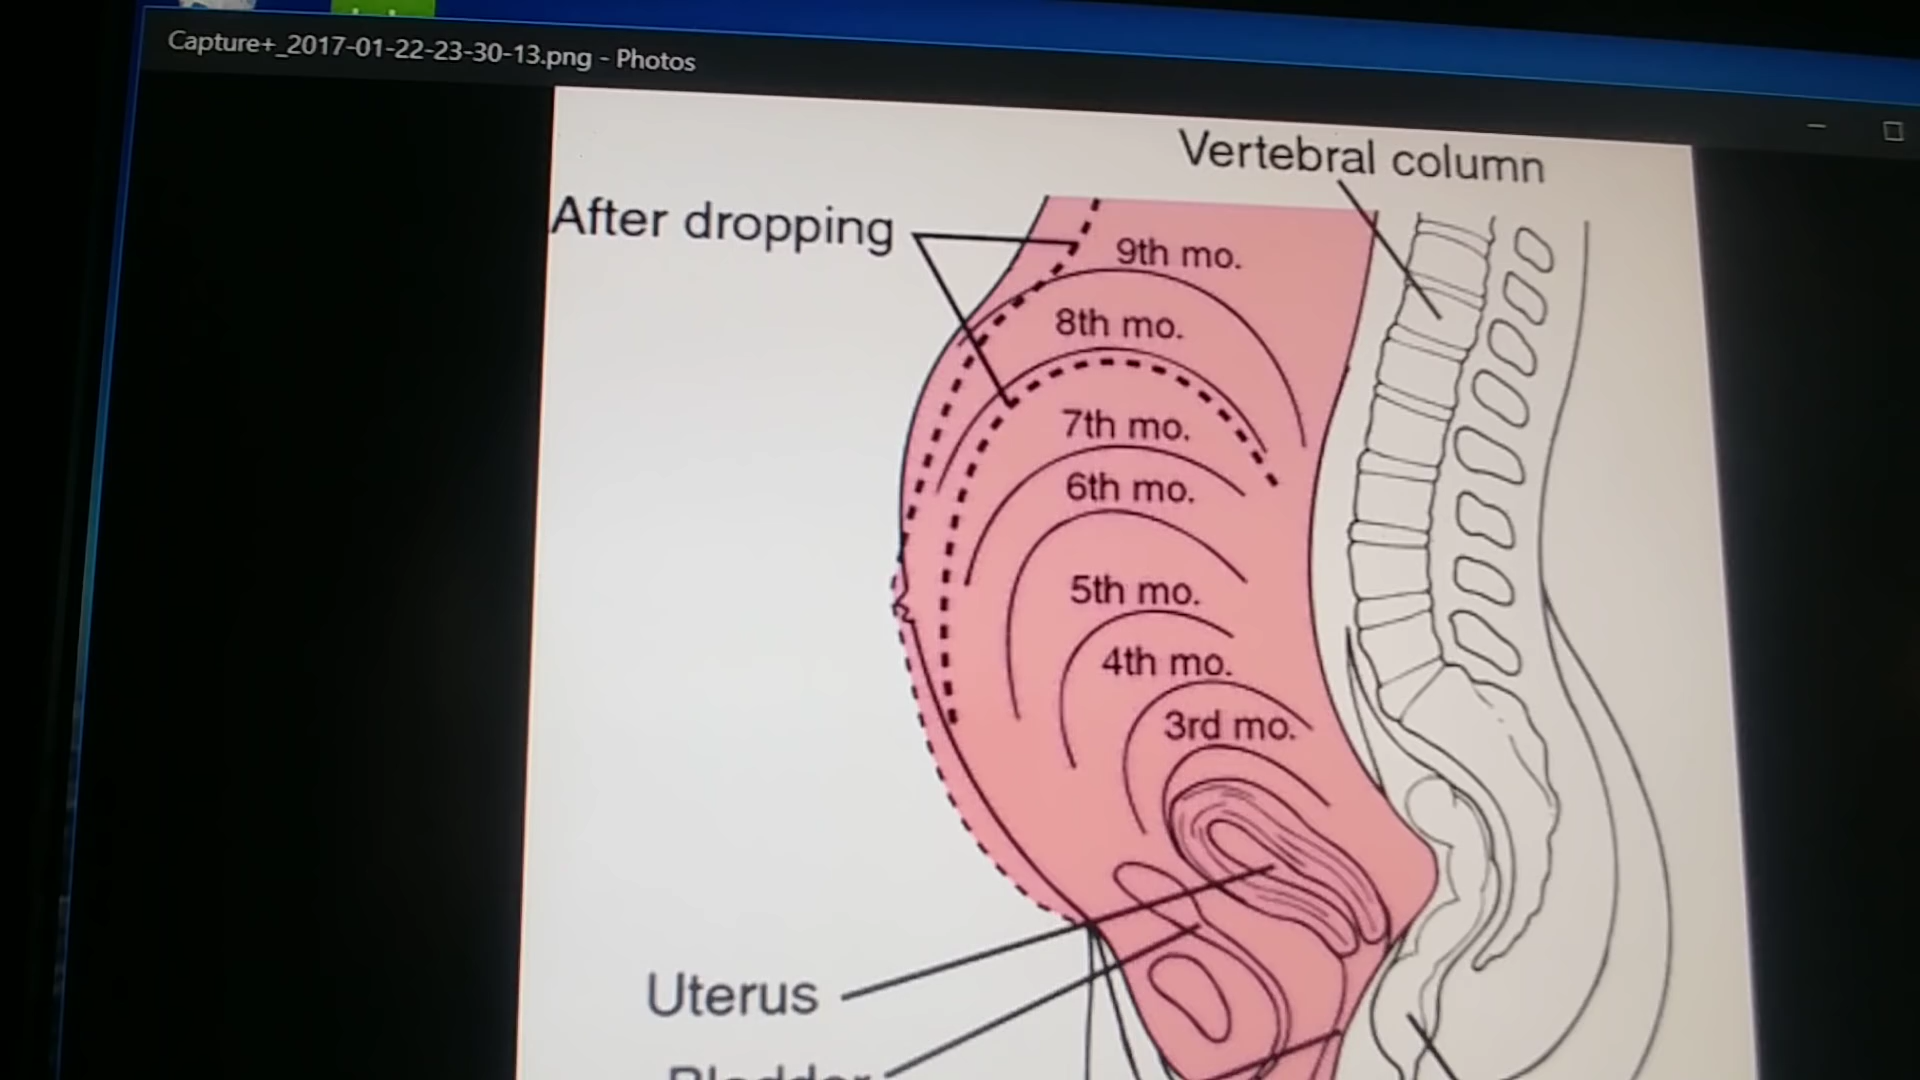 Capture+_2017-01-22-23-30-13.png - Photos
Vertebral column
After dropping
9th mo.
8th mo.
7th mo.
6th mo.
5th mo.
4th mo.
3rd mo.
Uterus
Bladder